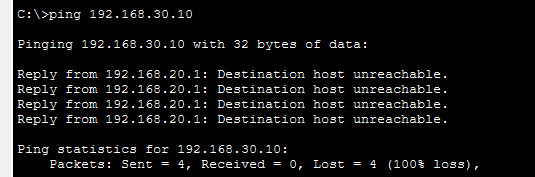 C:\>ping 192.168.30.10
Pinging 192.168.30.10 with 32 bytes of data:
Reply from 192.168.20.1: Destination host unreachable.
Reply from 192.168.20.1: Destination host unreachable.
Reply from 192.168.20.1: Destination host unreachable.
Reply from 192.168.20.1: Destination host unreachable.
Ping statistics for 192.168.30.10:
    Packets: Sent = 4, Received = 0, Lost = 4 (100% loss),